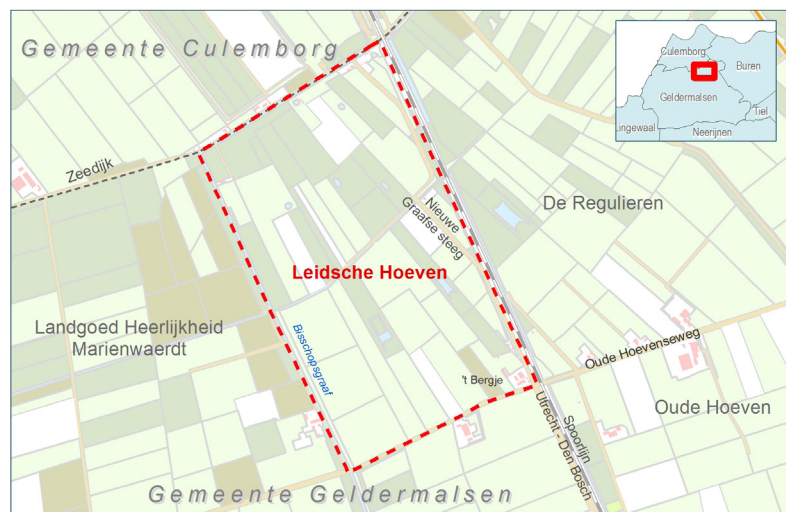 Gemeente Culemborg
Culemborg
Buren
Geldermalsen
Tiel
Lingewaal
Neerijnen
Zeedijk
De Regulieren
Nieuwe
Graafse steeg
Leidsche Hoeven
Landgoed Heerlijkheid
Marienwaerdt
Bisschopsgraaf
Oude Hoevenseweg
't Bergje
Oude Hoeven
Spoorlijn
Utrecht - Den Bosch
Gemeente Geldermalsen